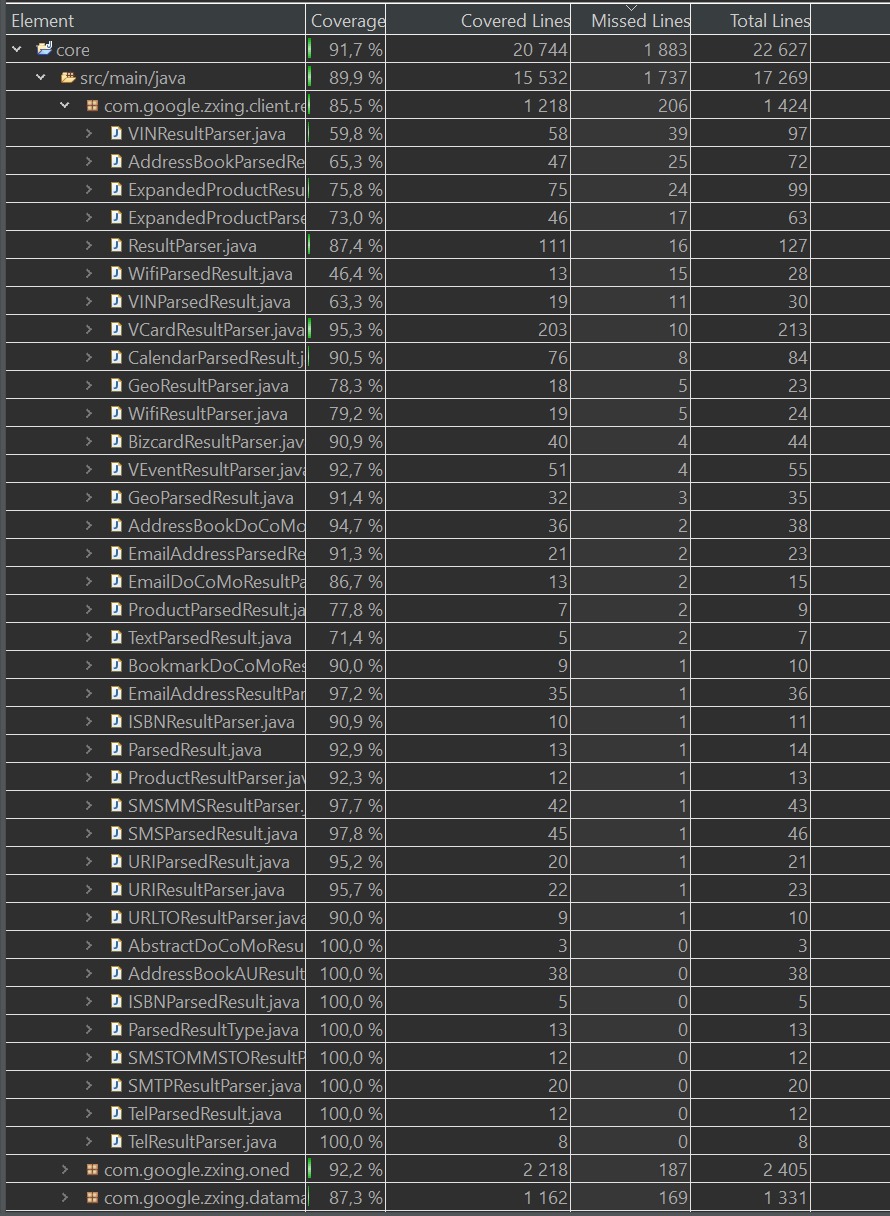 Element Coverage Covered Lines Missed Lines Total Lines
core 91,7 % 20 744 1 883 22 627
src/main/java 89,9 % 15 532 1 737 17 269
com.google.zxing.client.re 85,5 % 1 218 206 1 424
VINResultParser.java 59,8 % 58 39 97
AddressBookParsedRe 65,3 % 47 25 72
ExpandedProductResu 75,8 % 75 24 99
ExpandedProductParse 73,0 % 46 17 63
ResultParser.java 87,4 % 111 16 127
WifiParsedResult.java 46,4 % 13 15 28
VINParsedResult.java 63,3 % 19 11 30
VCardResultParser.java 95,3 % 203 10 213
CalendarParsedResult.j 90,5 % 76 8 84
GeoResultParser.java 78,3 % 18 5 23
WifiResultParser.java 79,2 % 19 5 24
BizcardResultParser.jav 90,9 % 40 4 44
VEventResultParser.java 92,7 % 51 4 55
GeoParsedResult.java 91,4 % 32 3 35
AddressBookDoCoMo 94,7 % 36 2 38
EmailAddressParsedRe 91,3 % 21 2 23
EmailDoCoMoResultPa 86,7 % 13 2 15
ProductParsedResult.ja 77,8 % 7 2 9
TextParsedResult.java 71,4 % 5 2 7
BookmarkDoCoMoRes 90,0 % 9 1 10
EmailAddressResultPar 97,2 % 35 1 36
ISBNResultParser.java 90,9 % 10 1 11
ParsedResult.java 92,9 % 13 1 14
ProductResultParser.jav 92,3 % 12 1 13
SMSMMSResultParser. 97,7 % 42 1 43
SMSParsedResult.java 97,8 % 45 1 46
URIParsedResult.java 95,2 % 20 1 21
URIResultParser.java 95,7 % 22 1 23
URLTOResultParser.java 90,0 % 9 1 10
AbstractDoCoMoResu 100,0 % 3 0 3
AddressBookAUResult 100,0 % 38 0 38
ISBNParsedResult.java 100,0 % 5 0 5
ParsedResultType.java 100,0 % 13 0 13
SMSTOMMSTOResultP 100,0 % 12 0 12
SMTPResultParser.java 100,0 % 20 0 20
TelParsedResult.java 100,0 % 12 0 12
TelResultParser.java 100,0 % 8 0 8
com.google.zxing.oned 92,2 % 2 218 187 2 405
com.google.zxing.datama 87,3 % 1 162 169 1 331